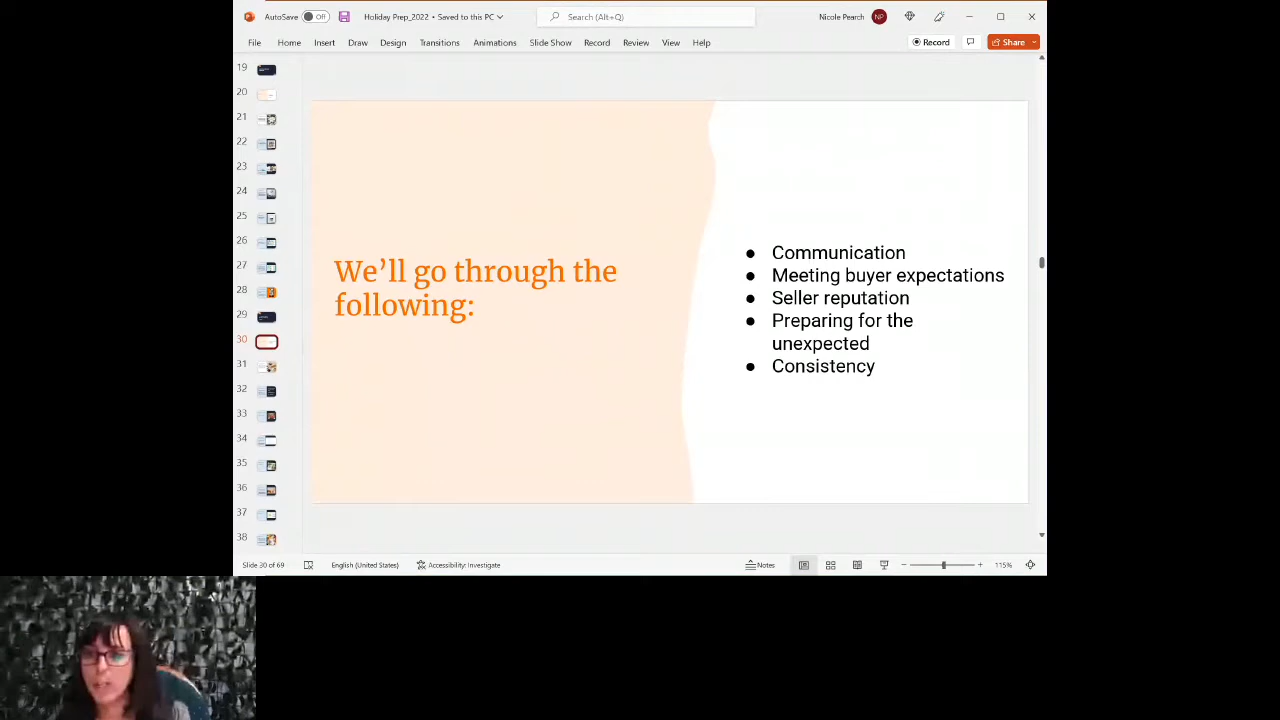 AutoSave Off Holiday_Prep_2022 • Saved to this PC Search (Alt+Q) Nicole Pearch NP
File Home Insert Draw Design Transitions Animations Slide Show Record Review View Help Record Share
19
20
21
22
23
24
25
26
27
28
29
30
31
32
33
34
35
36
37
38
We’ll go through the
following:
● Communication
● Meeting buyer expectations
● Seller reputation
● Preparing for the
unexpected
● Consistency
Slide 30 of 69 English (United States) Accessibility: Investigate Notes 115%